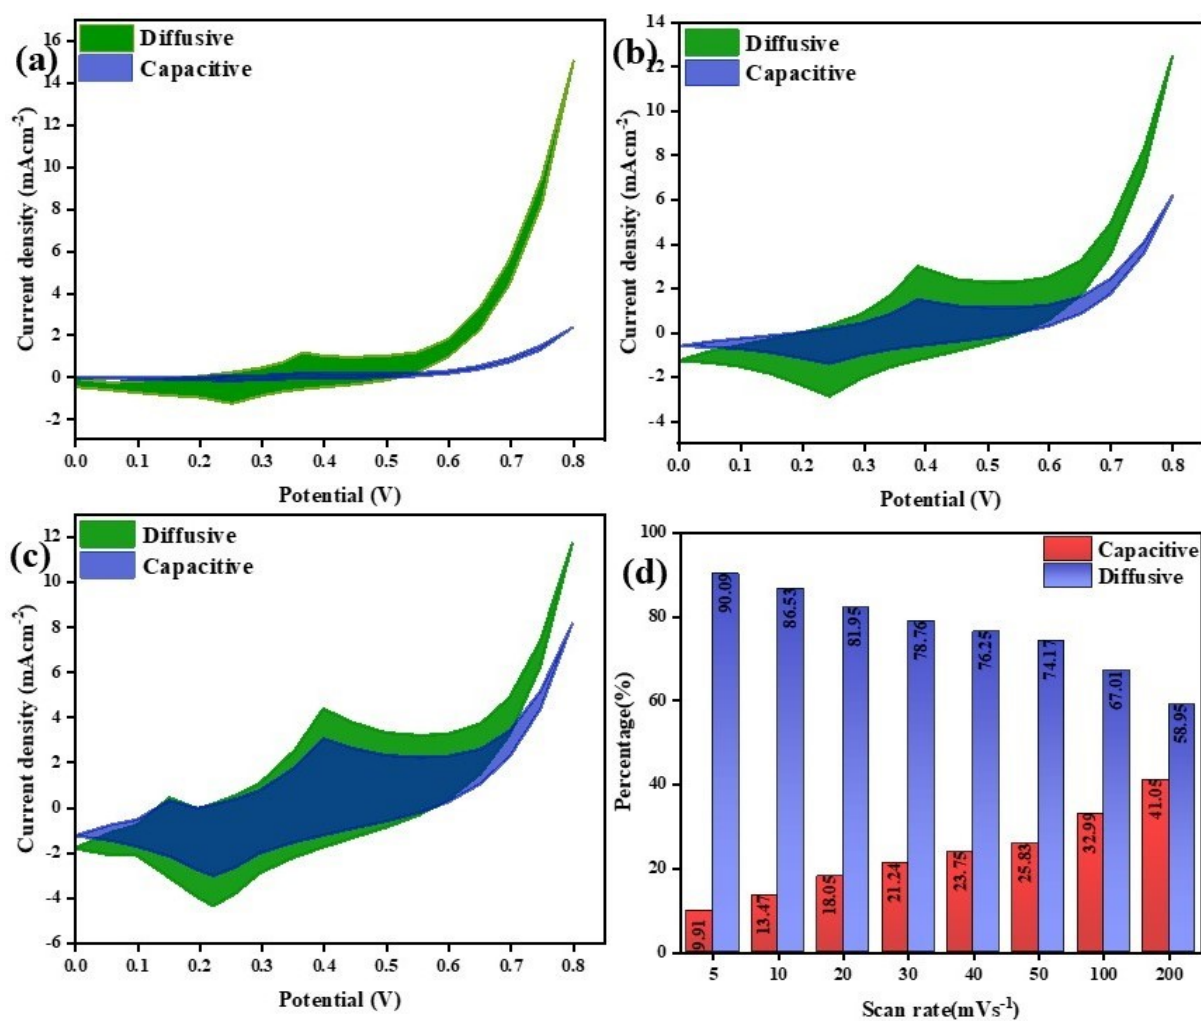 (a)
Diffusive
Capacitive
16
14
12
10
8
6
4
2
0
-2
Current density (mAcm⁻²)
0.0 0.1 0.2 0.3 0.4 0.5 0.6 0.7 0.8
Potential (V)
(b)
Diffusive
Capacitive
14
12
10
8
6
4
2
0
-2
-4
Current density (mAcm⁻²)
0.0 0.1 0.2 0.3 0.4 0.5 0.6 0.7 0.8
Potential (V)
(c)
Diffusive
Capacitive
12
10
8
6
4
2
0
-2
-4
-6
Current density (mAcm⁻²)
0.0 0.1 0.2 0.3 0.4 0.5 0.6 0.7 0.8
Potential (V)
(d)
Capacitive
Diffusive
100
80
60
40
20
0
Percentage(%)
9.91 90.09 13.47 86.53 18.05 81.95 21.24 78.76 23.75 76.25 25.83 74.17 32.99 67.01 41.05 58.95
5 10 20 30 40 50 100 200
Scan rate(mVs⁻¹)